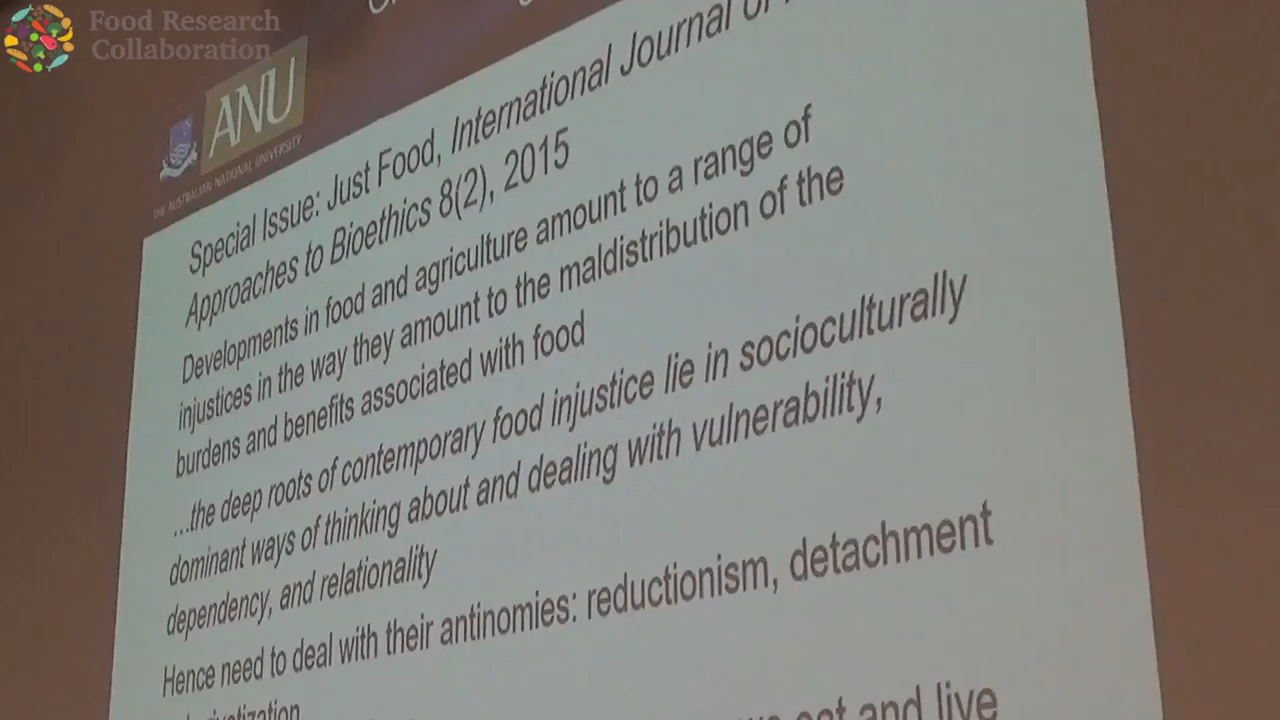 Food Research
Collaboration
ANU
THE AUSTRALIAN NATIONAL UNIVERSITY
Special Issue: Just Food, International Journal of
Approaches to Bioethics 8(2), 2015
Developments in food and agriculture amount to a range of
injustices in the way they amount to the maldistribution of the
burdens and benefits associated with food
...the deep roots of contemporary food injustice lie in socioculturally
dominant ways of thinking about and dealing with vulnerability,
dependency, and relationality
Hence need to deal with their antinomies: reductionism, detachment
and live